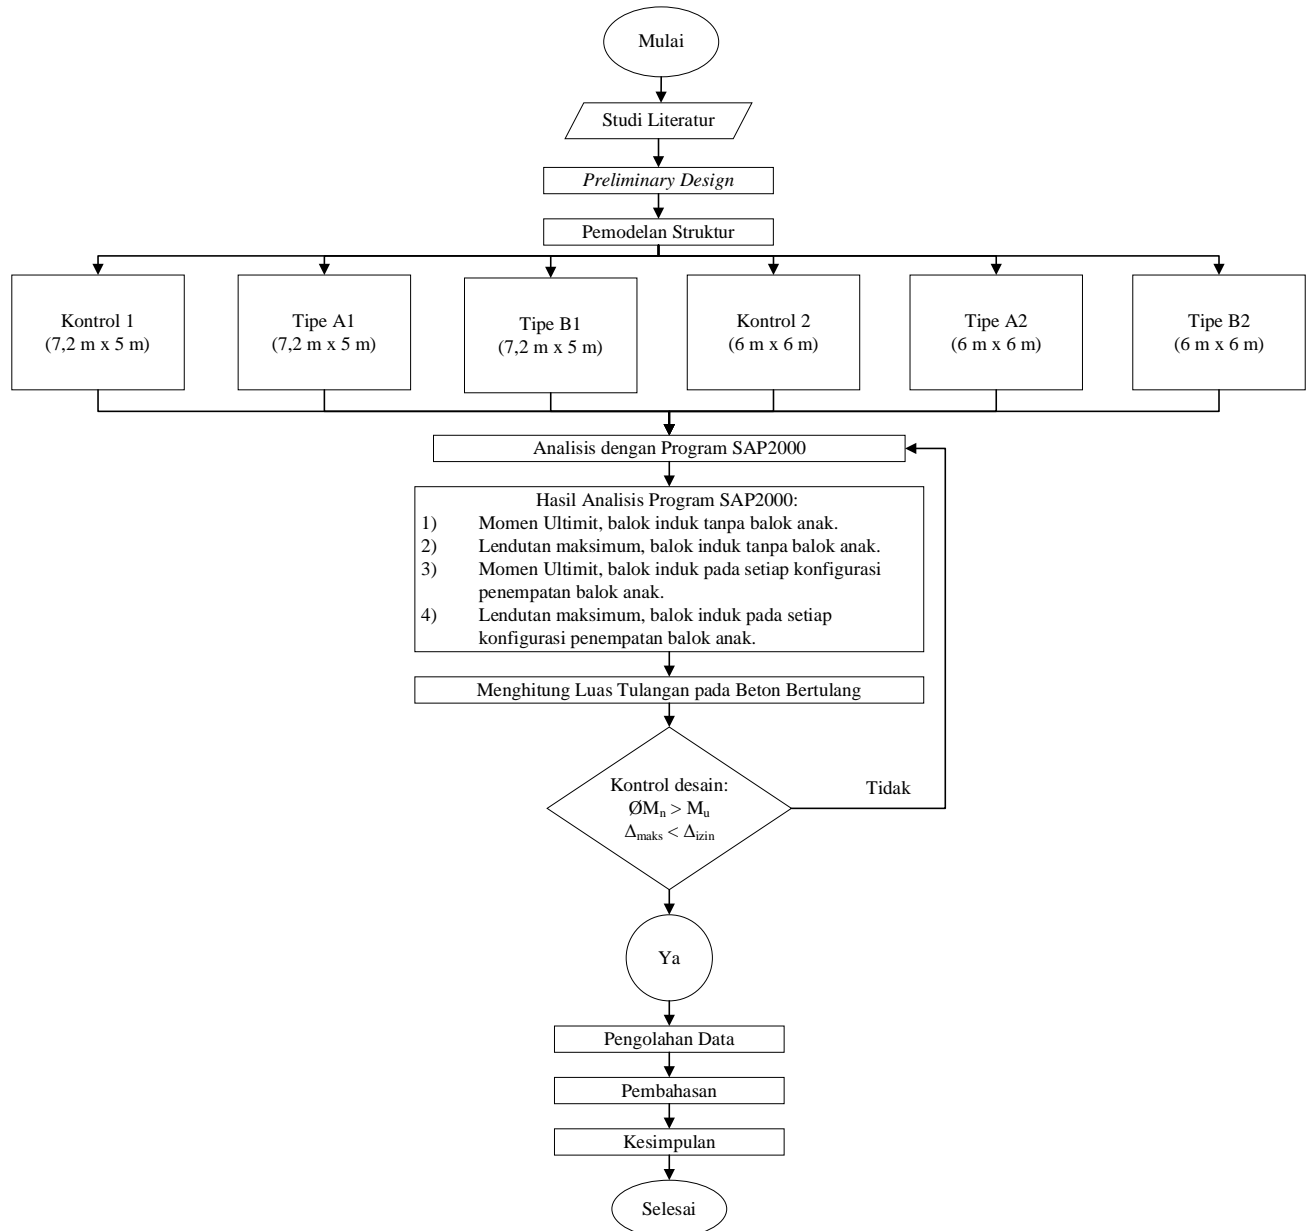 Mulai
Studi Literatur
Preliminary Design
Pemodelan Struktur
Kontrol 1
(7,2 m x 5 m)
Tipe A1
(7,2 m x 5 m)
Tipe B1
(7,2 m x 5 m)
Kontrol 2
(6 m x 6 m)
Tipe A2
(6 m x 6 m)
Tipe B2
(6 m x 6 m)
Analisis dengan Program SAP2000
Hasil Analisis Program SAP2000:
1) Momen Ultimit, balok induk tanpa balok anak.
2) Lendutan maksimum, balok induk tanpa balok anak.
3) Momen Ultimit, balok induk pada setiap konfigurasi
penempatan balok anak.
4) Lendutan maksimum, balok induk pada setiap
konfigurasi penempatan balok anak.
Menghitung Luas Tulangan pada Beton Bertulang
Kontrol desain:
ØMₙ > Mᵤ
Δmaks < Δizin
Tidak
Ya
Pengolahan Data
Pembahasan
Kesimpulan
Selesai